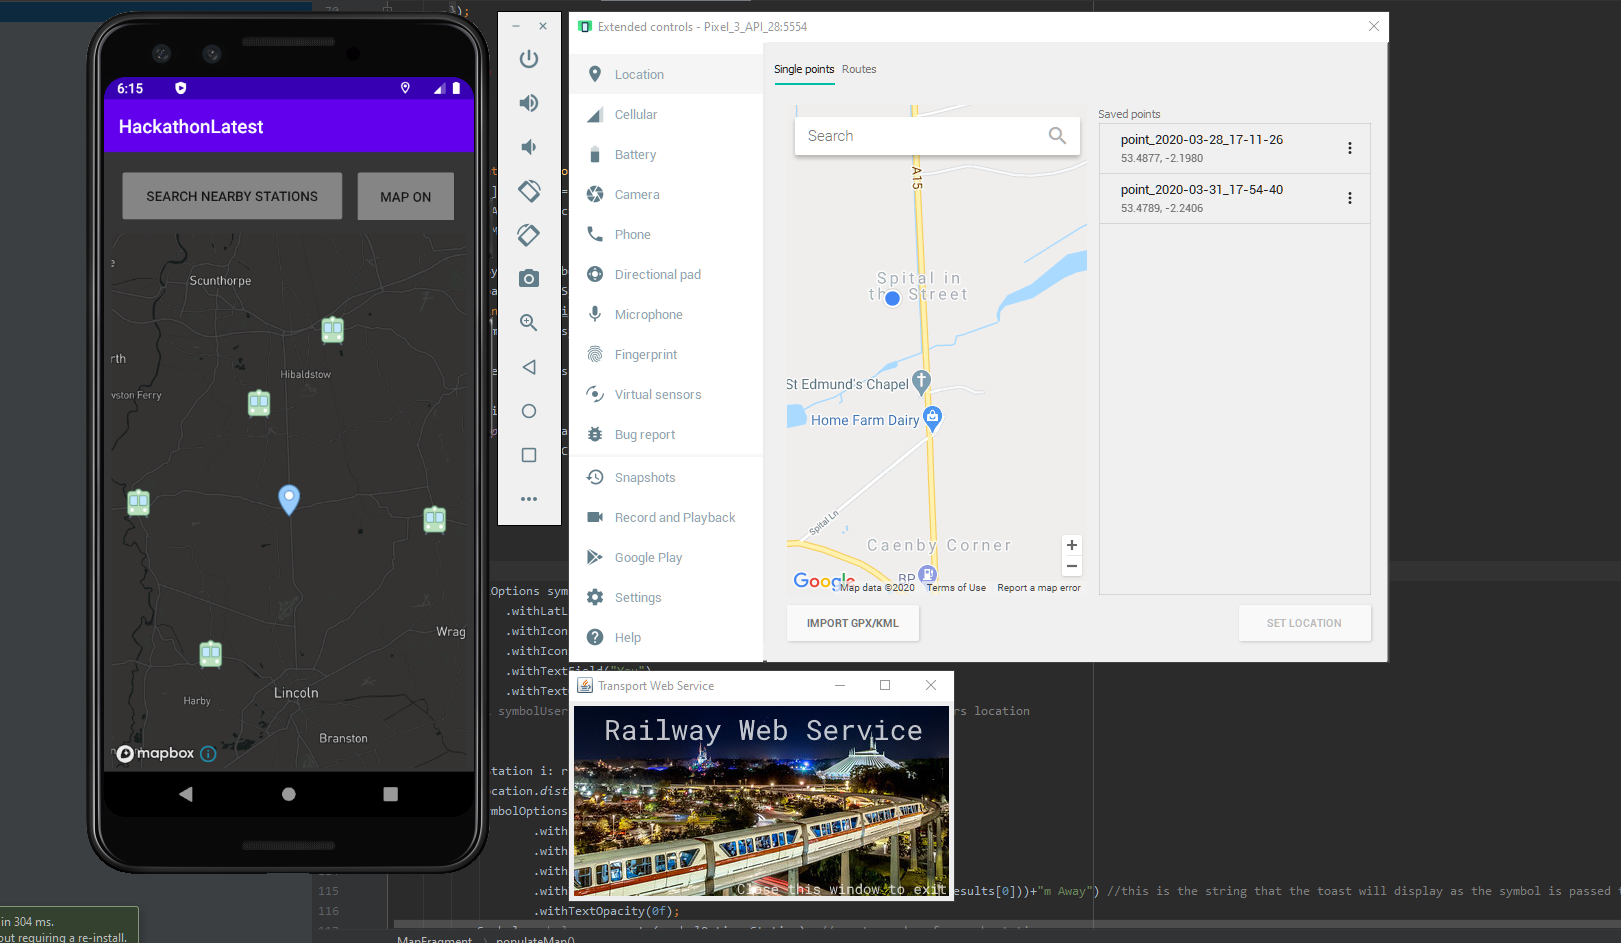 6:15
HackathonLatest
SEARCH NEARBY STATIONS
MAP ON
Scunthorpe
Hibaldstow
Harby
Lincoln
Wrag
Branston
mapbox
Extended controls - Pixel_3_API_28:5554
Location
Cellular
Battery
Camera
Phone
Directional pad
Microphone
Fingerprint
Virtual sensors
Bug report
Snapshots
Record and Playback
Google Play
Settings
Help
Single points
Routes
Search
A15
Spital in
the Street
St Edmund's Chapel
Home Farm Dairy
Spital Ln
Caenby Corner
BP
Google
Map data ©2020
Terms of Use
Report a map error
IMPORT GPX/KML
Saved points
point_2020-03-28_17-11-26
53.4877, -2.1980
point_2020-03-31_17-54-40
53.4789, -2.2406
SET LOCATION
Transport Web Service
Railway Web Service
Close this window to exit
Options sym
.withLatL
.withIcon
.withIcon
.withTextField("You")
.withText
symbolUser
rs location
tation i: r
cation.dist
mbolOptions
.with
.with
.with
115
.with
esults[0]))+"m Away") //this is the string that the toast will display as the symbol is passed t
116
.withTextOpacity(0f);
in 304 ms.
out requiring a re-install.
MapFragment
populateMap()